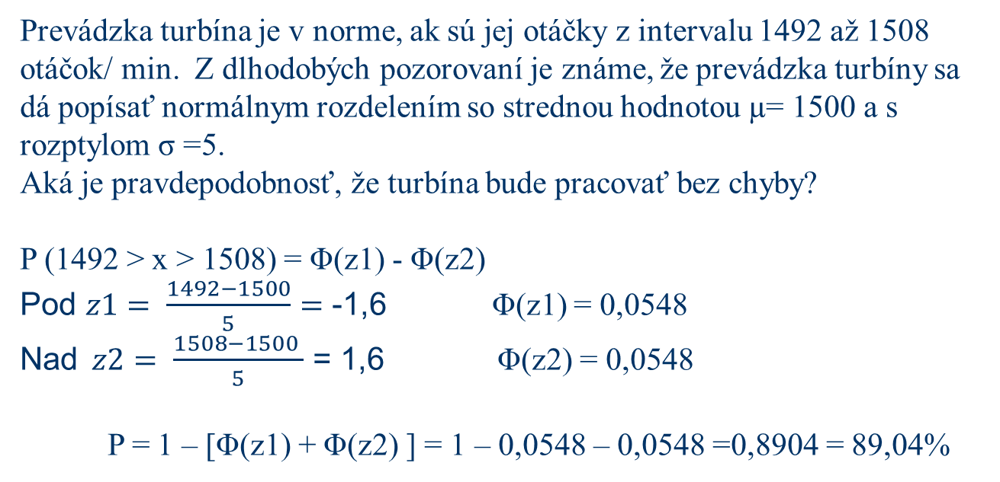 Prevádzka turbína je v norme, ak sú jej otáčky z intervalu 1492 až 1508
otáčok/ min. Z dlhodobých pozorovaní je známe, že prevádzka turbíny sa
dá popísať normálnym rozdelením so strednou hodnotou μ= 1500 a s
rozptylom σ =5.
Aká je pravdepodobnosť, že turbína bude pracovať bez chyby?
P (1492 > x > 1508) = Φ(z1) - Φ(z2)
Pod z1 = (1492−1500)/5 = -1,6 Φ(z1) = 0,0548
Nad z2 = (1508−1500)/5 = 1,6 Φ(z2) = 0,0548
P = 1 – [Φ(z1) + Φ(z2) ] = 1 – 0,0548 – 0,0548 =0,8904 = 89,04%